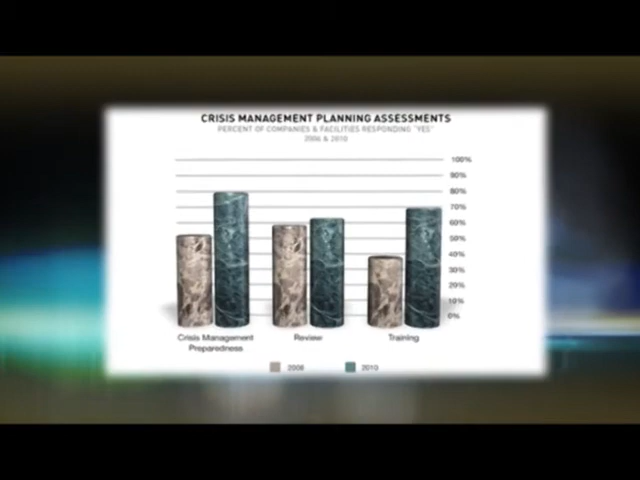 CRISIS MANAGEMENT PLANNING ASSESSMENTS
PERCENT OF COMPANIES & FACILITIES RESPONDING "YES"
2006 & 2010
100%
90%
80%
70%
60%
50%
40%
30%
20%
10%
0%
Crisis Management Preparedness
Review
Training
2006
2010